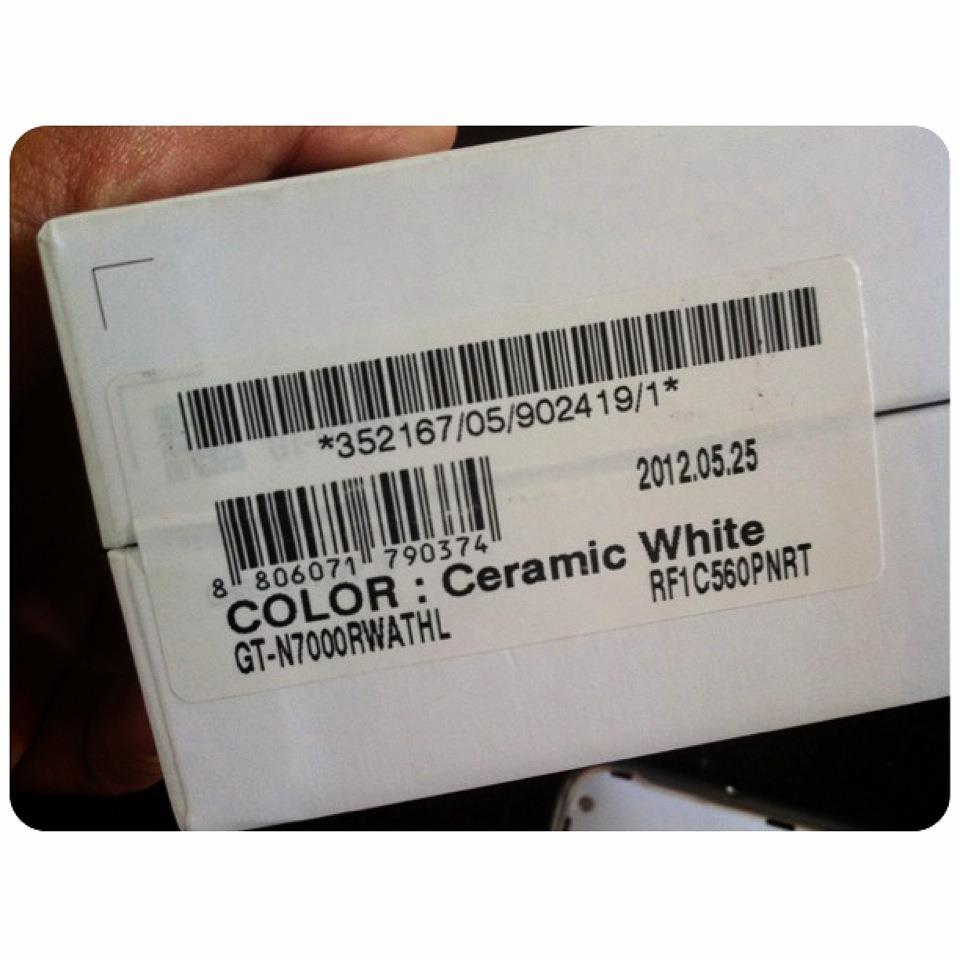 *352167/05/902419/1*
2012.05.25
8 806071 790374
COLOR : Ceramic White
GT-N7000RWATHL
RF1C560PNRT